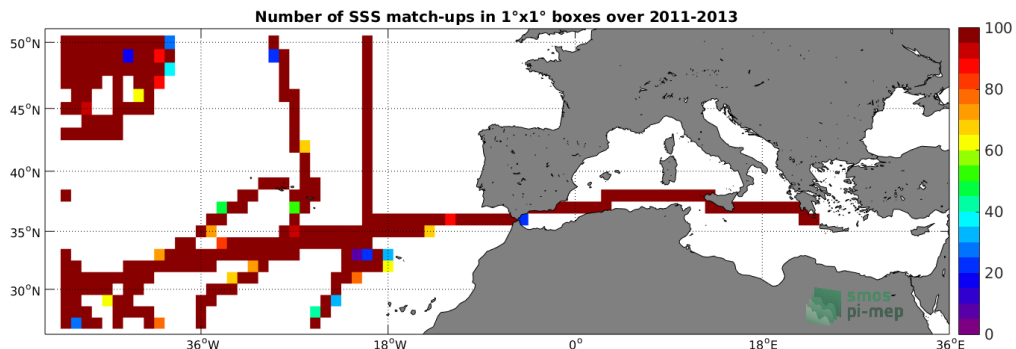 Number of SSS match-ups in 1°x1° boxes over 2011-2013
50°N
45°N
40°N
35°N
30°N
36°W
18°W
0°
18°E
36°E
100
80
60
40
20
0
smos
pi-mep